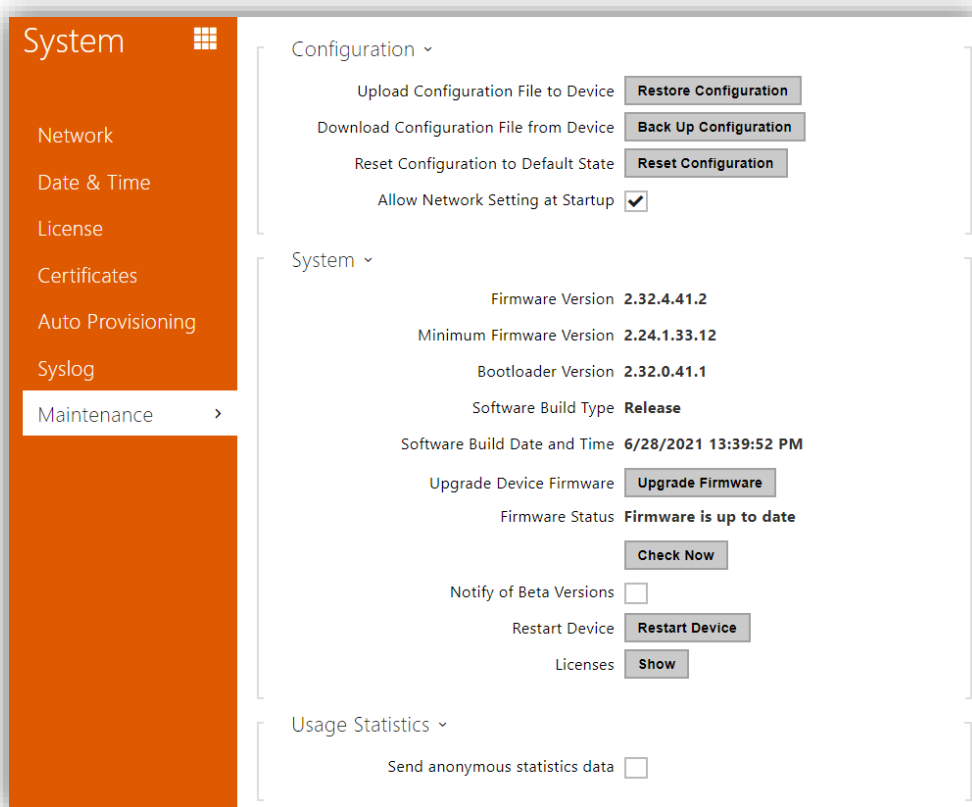 System
Network
Date & Time
License
Certificates
Auto Provisioning
Syslog
Maintenance
Configuration
Upload Configuration File to Device Restore Configuration
Download Configuration File from Device Back Up Configuration
Reset Configuration to Default State Reset Configuration
Allow Network Setting at Startup
System
Firmware Version 2.32.4.41.2
Minimum Firmware Version 2.24.1.33.12
Bootloader Version 2.32.0.41.1
Software Build Type Release
Software Build Date and Time 6/28/2021 13:39:52 PM
Upgrade Device Firmware Upgrade Firmware
Firmware Status Firmware is up to date
Check Now
Notify of Beta Versions
Restart Device Restart Device
Licenses Show
Usage Statistics
Send anonymous statistics data